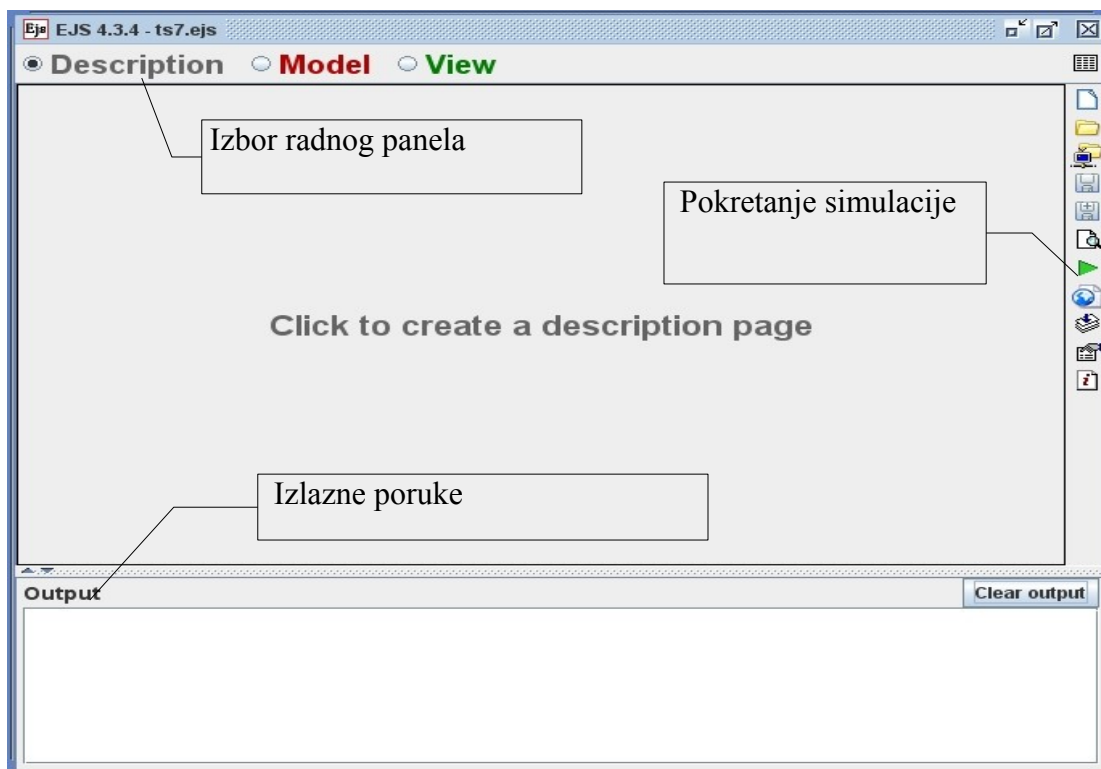 Ejs EJS 4.3.4 - ts7.ejs
Description Model View
Izbor radnog panela
Pokretanje simulacije
Click to create a description page
Izlazne poruke
Output Clear output